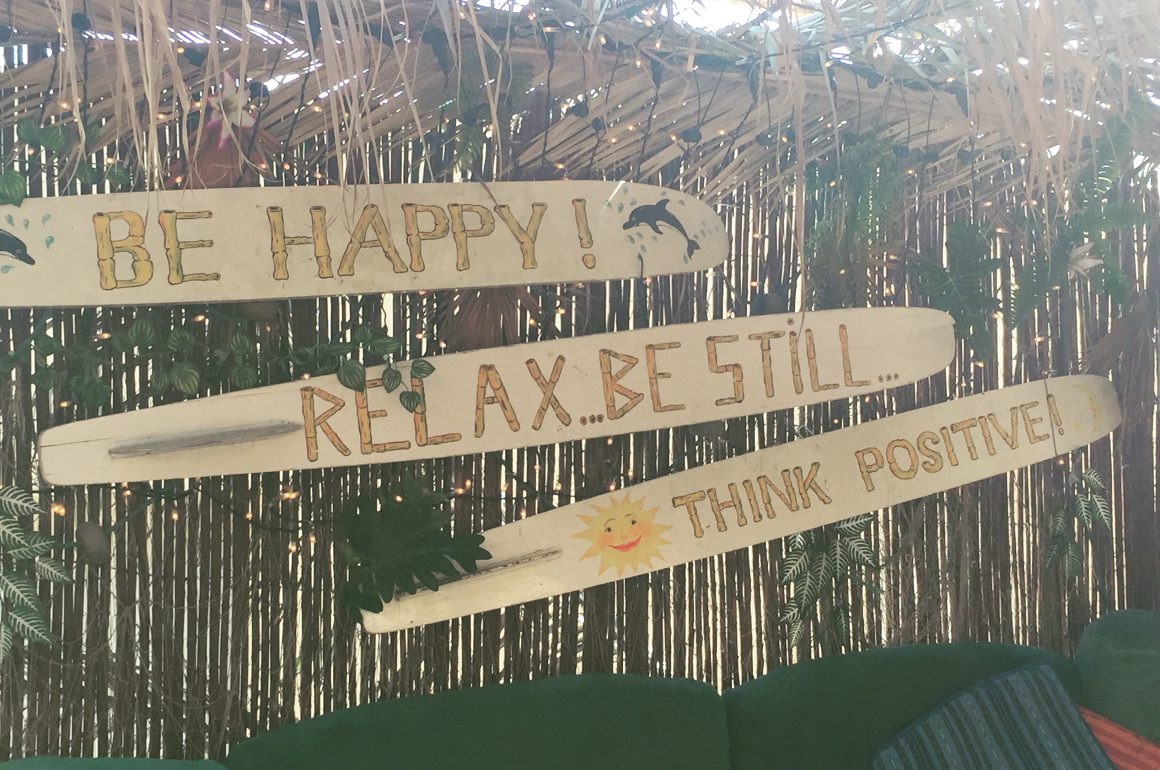 BE HAPPY!
RELAX...BE STiLL...
THINK POSITIVE!